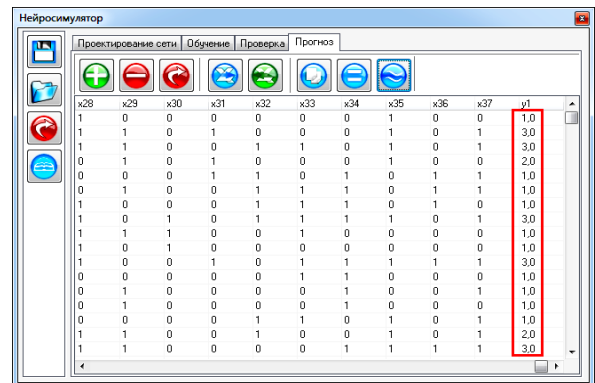 Нейросимулятор
Проектирование сети Обучение Проверка Прогноз
x28 x29 x30 x31 x32 x33 x34 x35 x36 x37 y1
1 0 0 0 0 0 0 1 0 0 1,0
1 1 0 1 0 0 0 1 0 1 3,0
1 0 0 0 1 1 0 1 0 1 3,0
0 1 0 1 0 0 0 1 0 0 2,0
0 0 0 1 1 0 1 0 1 1 1,0
0 1 0 0 1 1 1 0 1 1 1,0
1 0 0 0 1 1 1 0 1 0 1,0
1 0 1 0 1 1 1 1 0 1 3,0
1 1 1 0 0 1 0 0 0 0 1,0
1 0 1 0 0 0 0 0 0 0 1,0
1 0 0 1 0 1 1 1 1 1 3,0
0 0 0 0 0 1 1 0 0 0 1,0
0 1 0 0 0 0 1 0 0 0 1,0
0 1 0 0 0 0 1 0 0 0 1,0
0 0 0 0 1 1 0 1 0 1 1,0
1 1 0 0 1 0 0 1 0 1 2,0
1 1 0 0 0 0 1 1 1 1 3,0